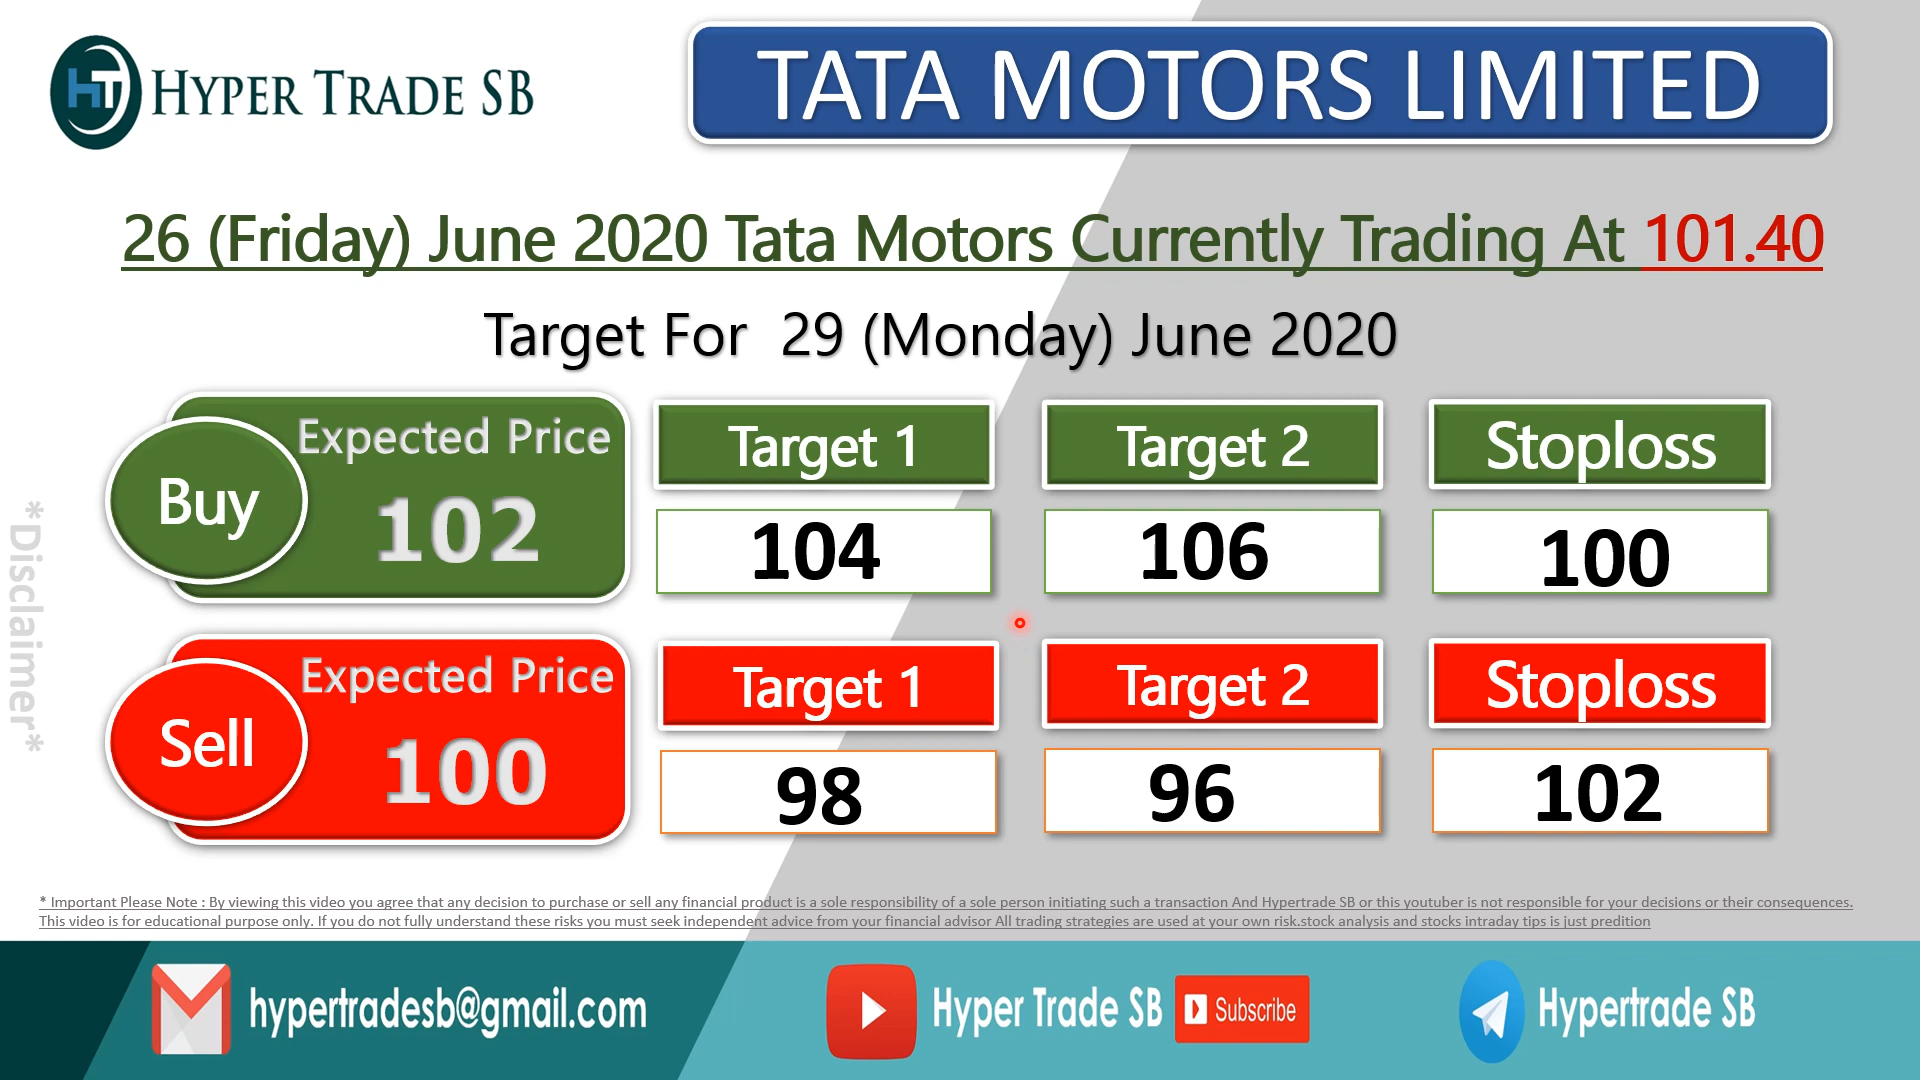 HT HYPER TRADE SB
TATA MOTORS LIMITED
26 (Friday) June 2020 Tata Motors Currently Trading At 101.40
Target For 29 (Monday) June 2020
Buy
Expected Price
102
Target 1
104
Target 2
106
Stoploss
100
Sell
Expected Price
100
Target 1
98
Target 2
96
Stoploss
102
*Disclaimer*
* Important Please Note : By viewing this video you agree that any decision to purchase or sell any financial product is a sole responsibility of a sole person initiating such a transaction And Hypertrade SB or this youtuber is not responsible for your decisions or their consequences.
This video is for educational purpose only. If you do not fully understand these risks you must seek independent advice from your financial advisor All trading strategies are used at your own risk.stock analysis and stocks intraday tips is just predition
hypertradesb@gmail.com
Hyper Trade SB
Subscribe
Hypertrade SB